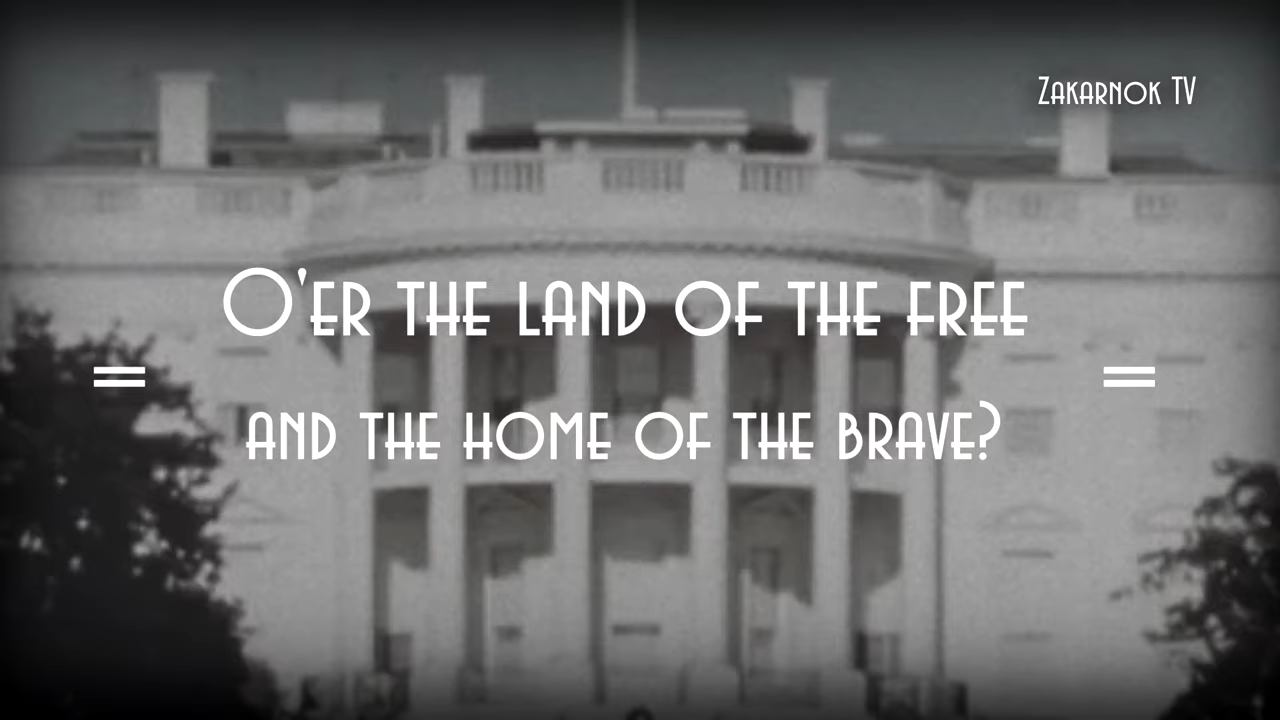 Zakarnok TV
O'er the land of the free
=
=
and the home of the brave?